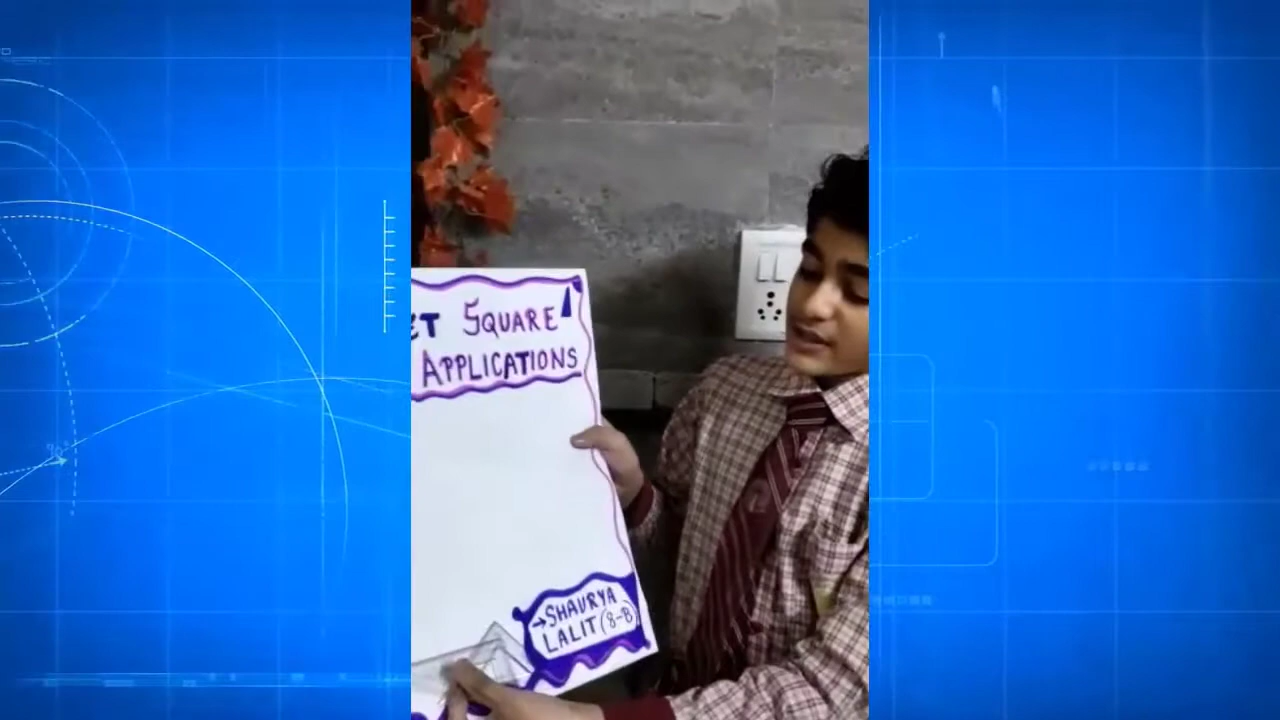 ET SQUARE
APPLICATIONS
→SHAURYA
LALIT (8-B)